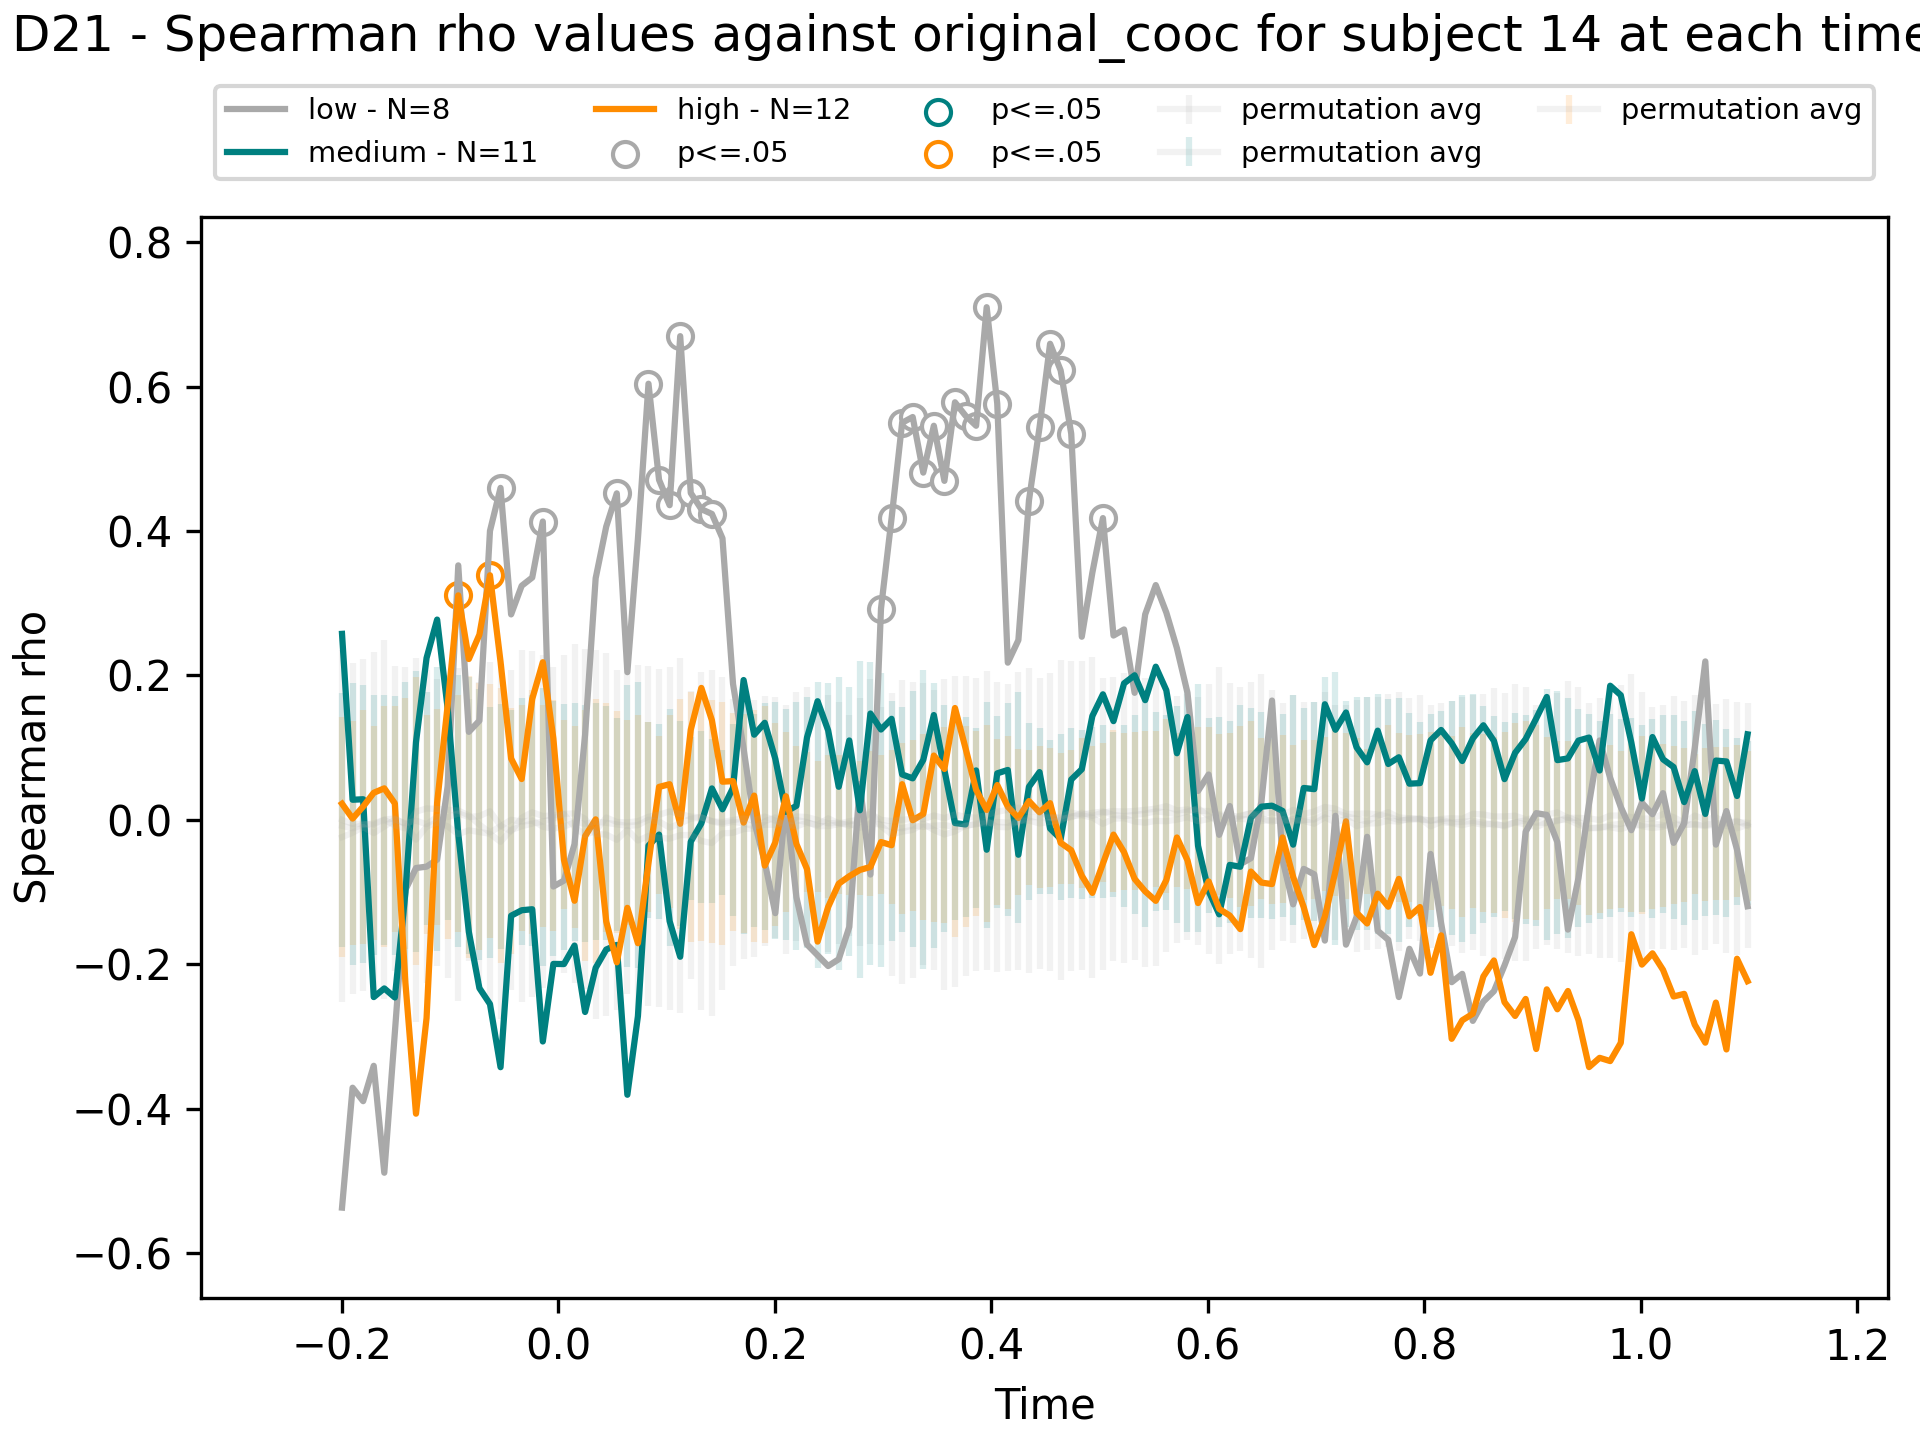 D21 - Spearman rho values against original_cooc for subject 14 at each time
low - N=8 high - N=12 p<=.05 permutation avg permutation avg
medium - N=11 p<=.05 p<=.05 permutation avg
Spearman rho
0.8
0.6
0.4
0.2
0.0
−0.2
−0.4
−0.6
−0.2 0.0 0.2 0.4 0.6 0.8 1.0 1.2
Time